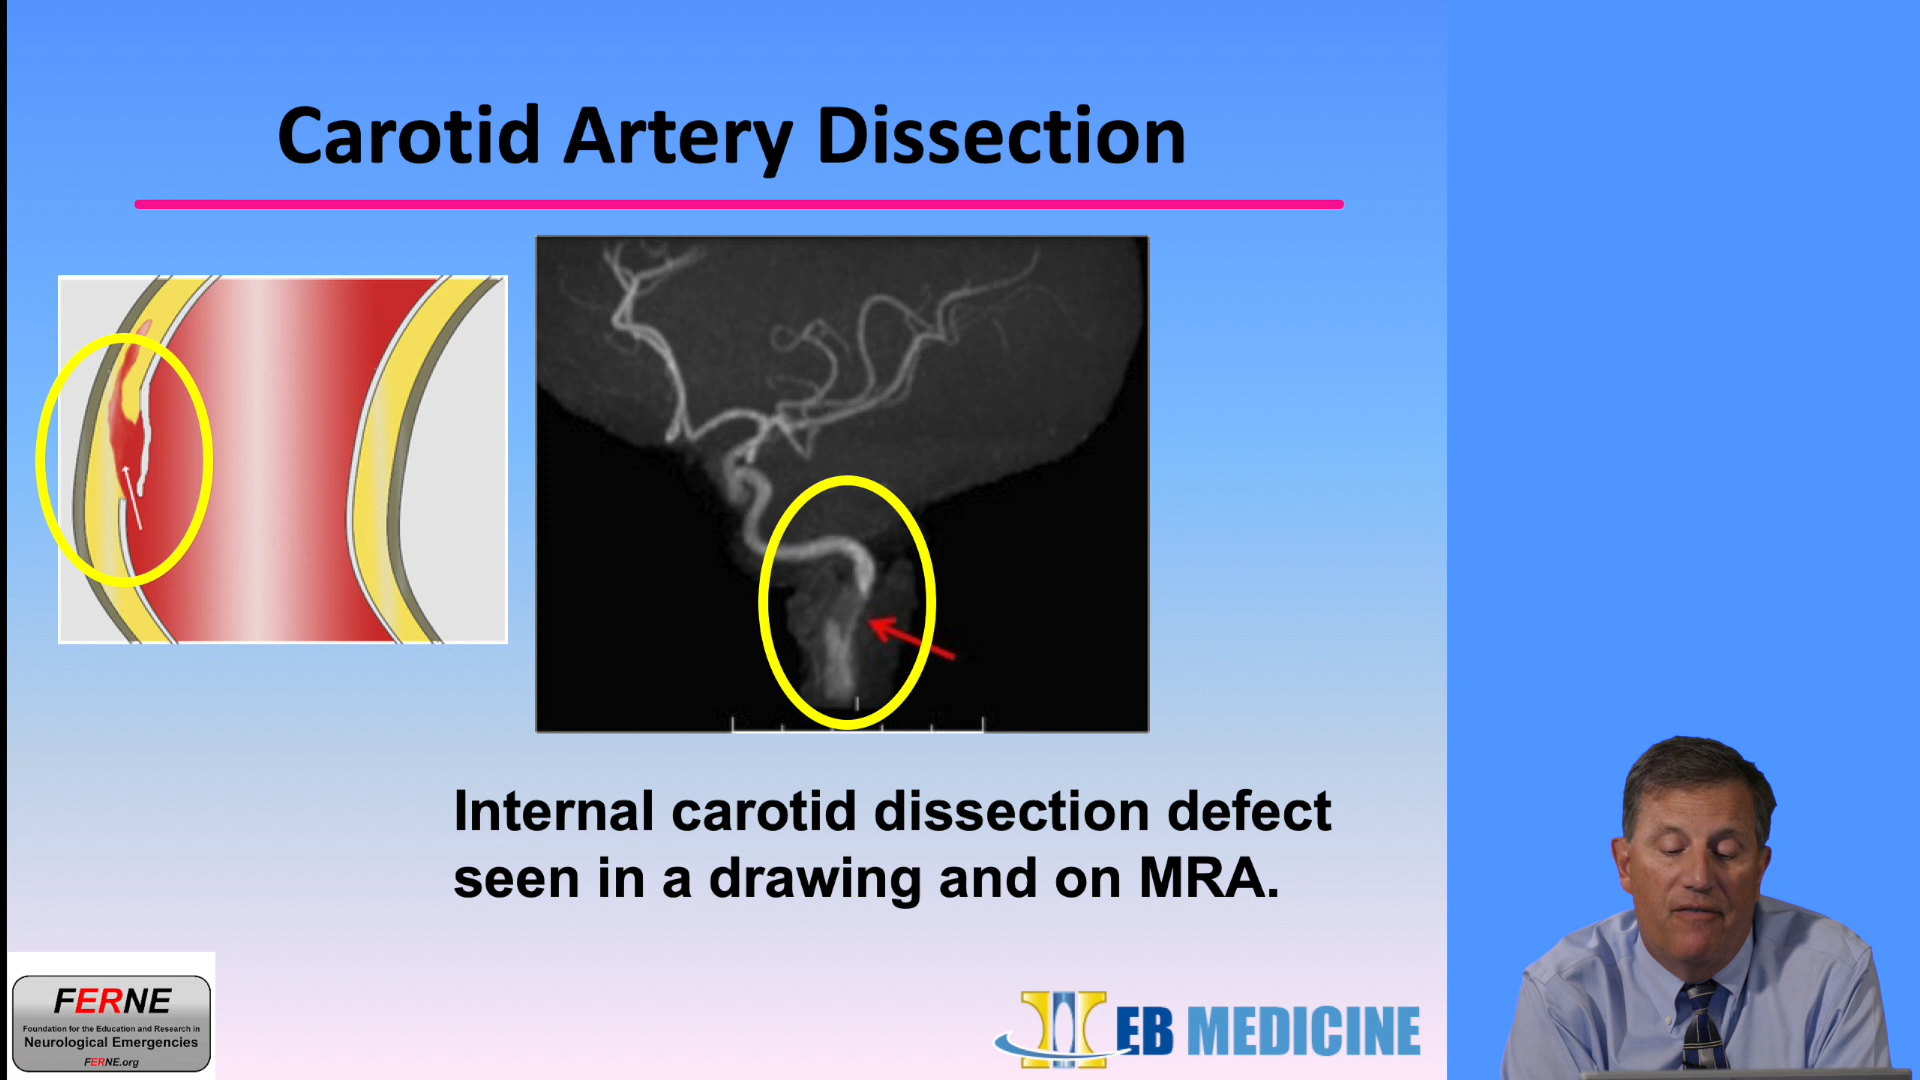 Carotid Artery Dissection
Internal carotid dissection defect
seen in a drawing and on MRA.
FERNE
Foundation for the Education and Research in
Neurological Emergencies
FERNE.org
EB MEDICINE